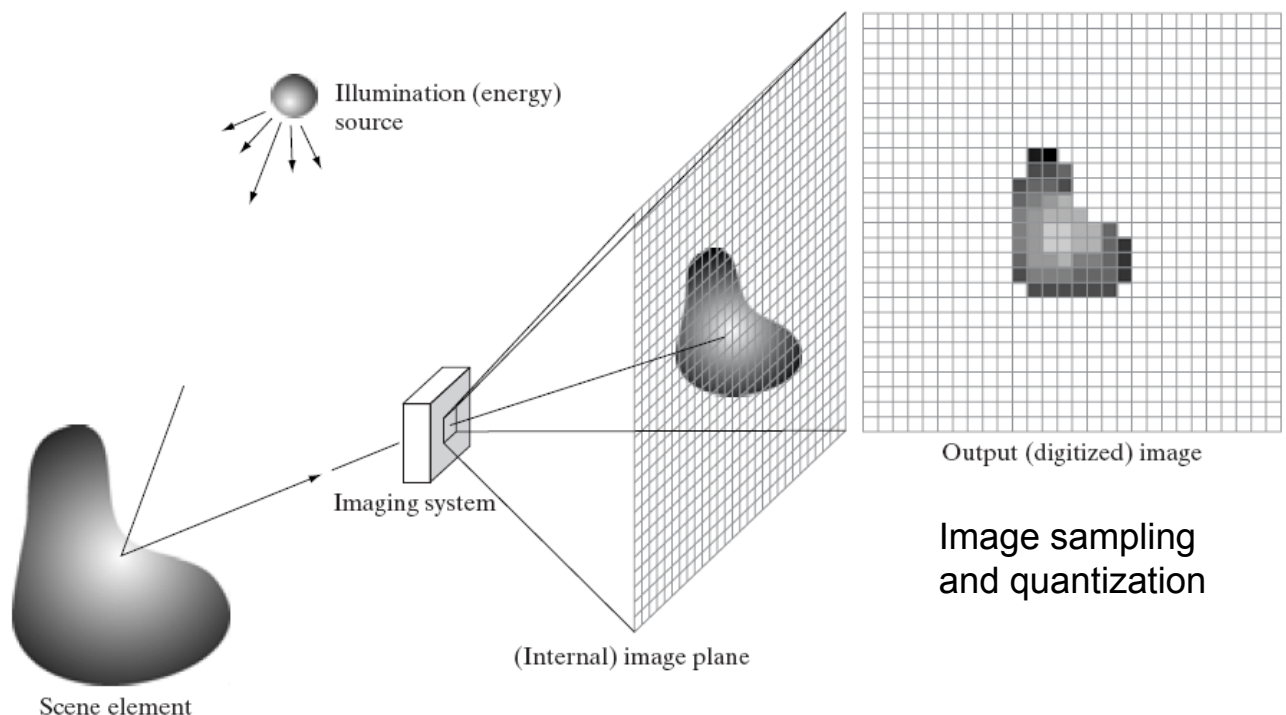 Illumination (energy)
source
Output (digitized) image
Imaging system
Image sampling
and quantization
(Internal) image plane
Scene element